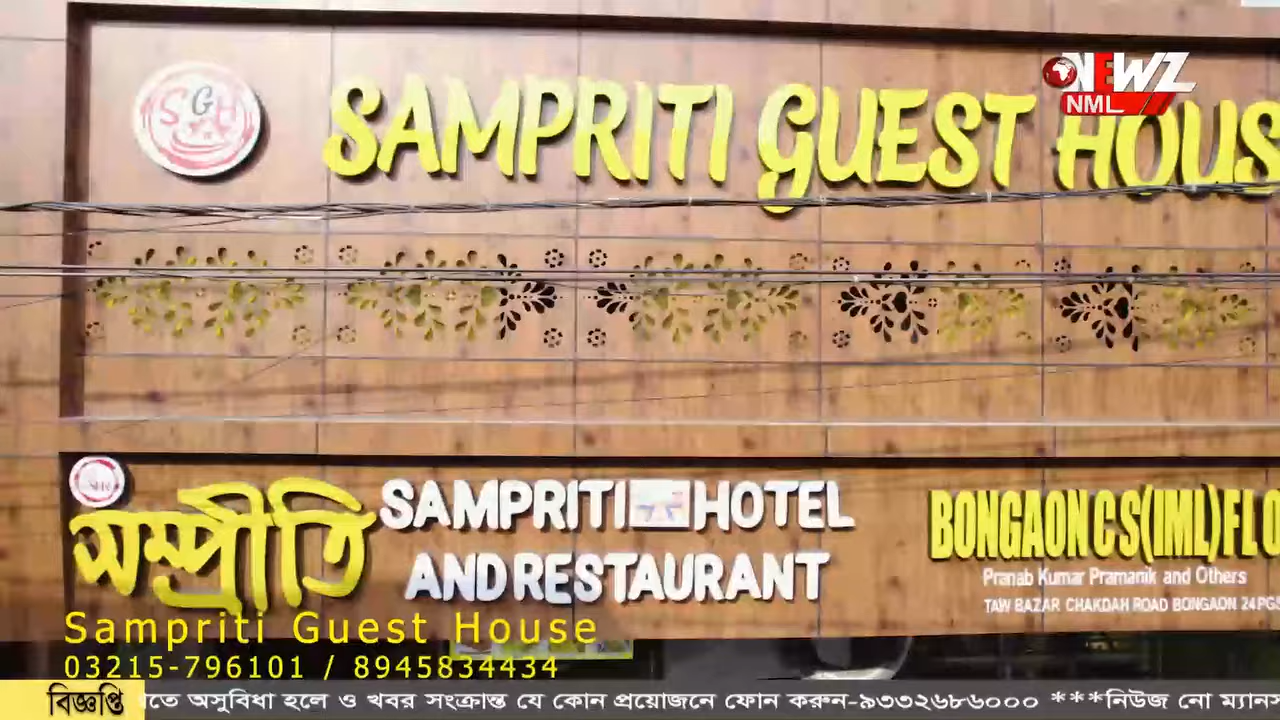 SGH
SAMPRITI GUEST HOUS
NEWZ
NML
সম্প্রীতি
SAMPRITI HOTEL
AND RESTAURANT
BONGAON C S (IML) FL O
Pranab Kumar Pramanik and Others
TAW BAZAR CHAKDAH ROAD BONGAON 24PGS
Sampriti Guest House
03215-796101 / 8945834434
বিজ্ঞপ্তি
তে অসুবিধা হলে ও খবর সংক্রান্ত যে কোন প্রয়োজনে ফোন করুন-৯৩৩২৬৮৬০০০ ***নিউজ নো ম্যানস